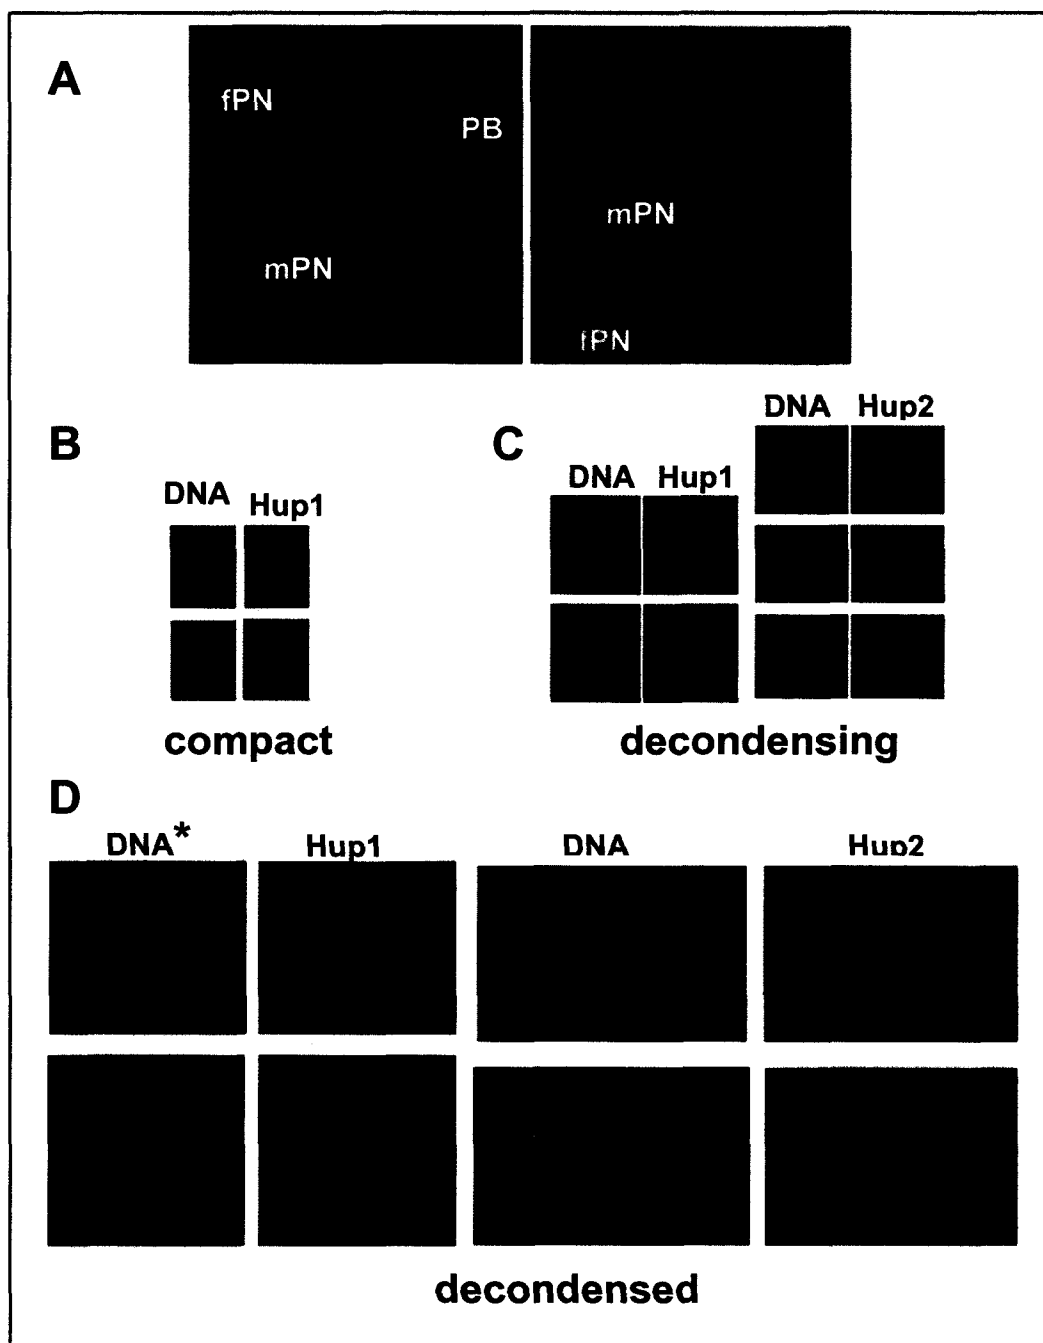 A
fPN
PB
mPN
mPN
fPN
B
DNA Hup1
compact
C
DNA Hup1
DNA Hup2
decondensing
D
DNA* Hup1 DNA Hup2
decondensed